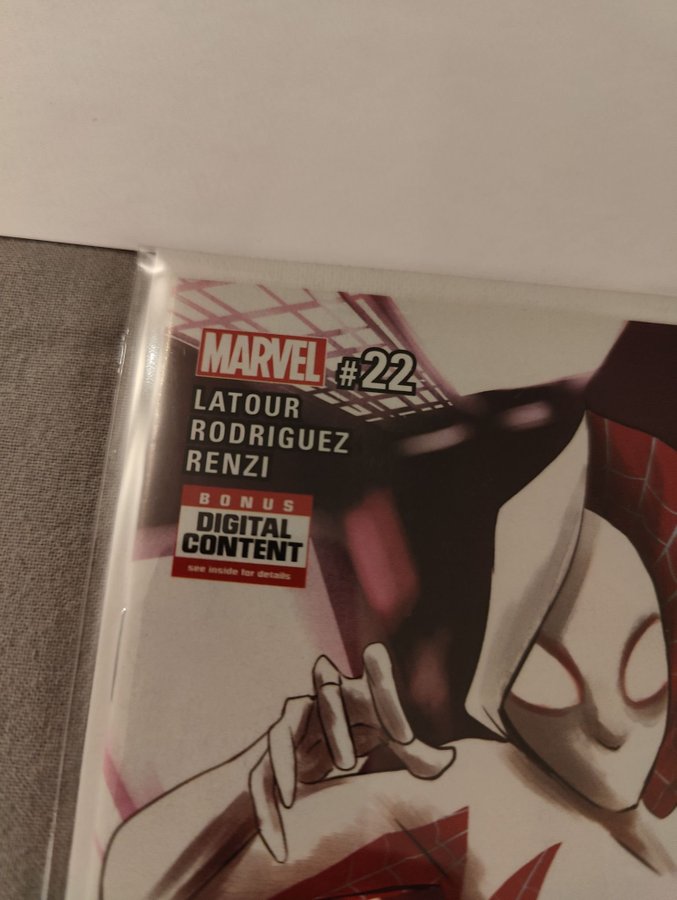 MARVEL #22
LATOUR
RODRIGUEZ
RENZI
BONUS
DIGITAL
CONTENT
see inside for details